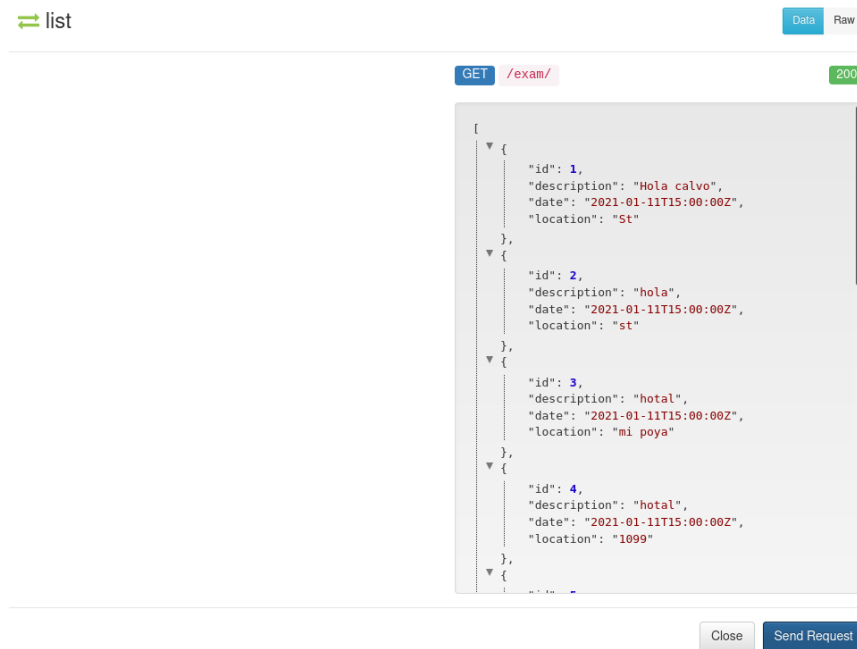 list
Data Raw
GET /exam/ 200
[
{
"id": 1,
"description": "Hola calvo",
"date": "2021-01-11T15:00:00Z",
"location": "St"
},
{
"id": 2,
"description": "hola",
"date": "2021-01-11T15:00:00Z",
"location": "st"
},
{
"id": 3,
"description": "hotal",
"date": "2021-01-11T15:00:00Z",
"location": "mi poya"
},
{
"id": 4,
"description": "hotal",
"date": "2021-01-11T15:00:00Z",
"location": "1099"
},
{
Close Send Request